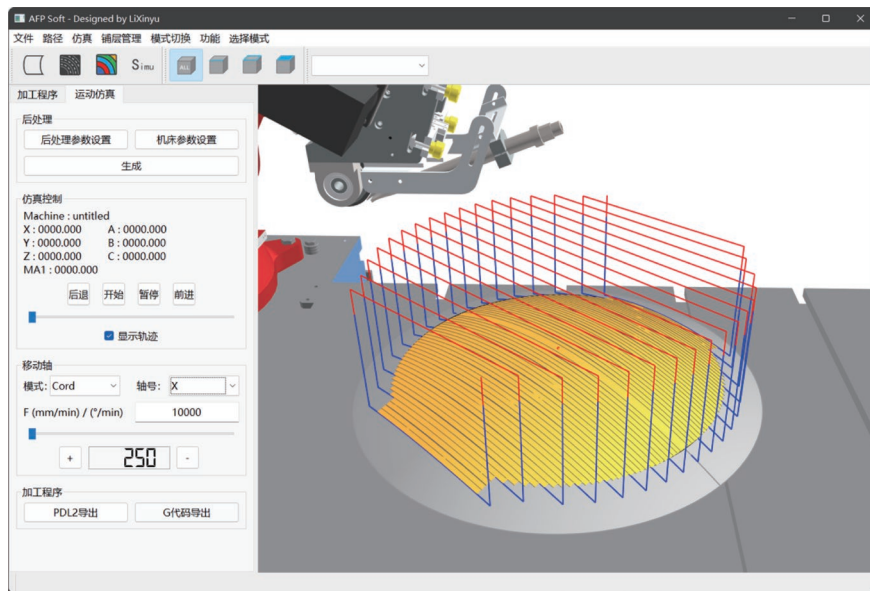 AFP Soft - Designed by LiXinyu
文件 路径 仿真 铺层管理 模式切换 功能 选择模式
Simu ALL
加工程序 运动仿真
后处理
后处理参数设置 机床参数设置
生成
仿真控制
Machine : untitled
X : 0000.000 A : 0000.000
Y : 0000.000 B : 0000.000
Z : 0000.000 C : 0000.000
MA1 : 0000.000
后退 开始 暂停 前进
显示轨迹
移动轴
模式: Cord 轴号: X
F (mm/min) / (°/min) 10000
+ 250 -
加工程序
PDL2导出 G代码导出